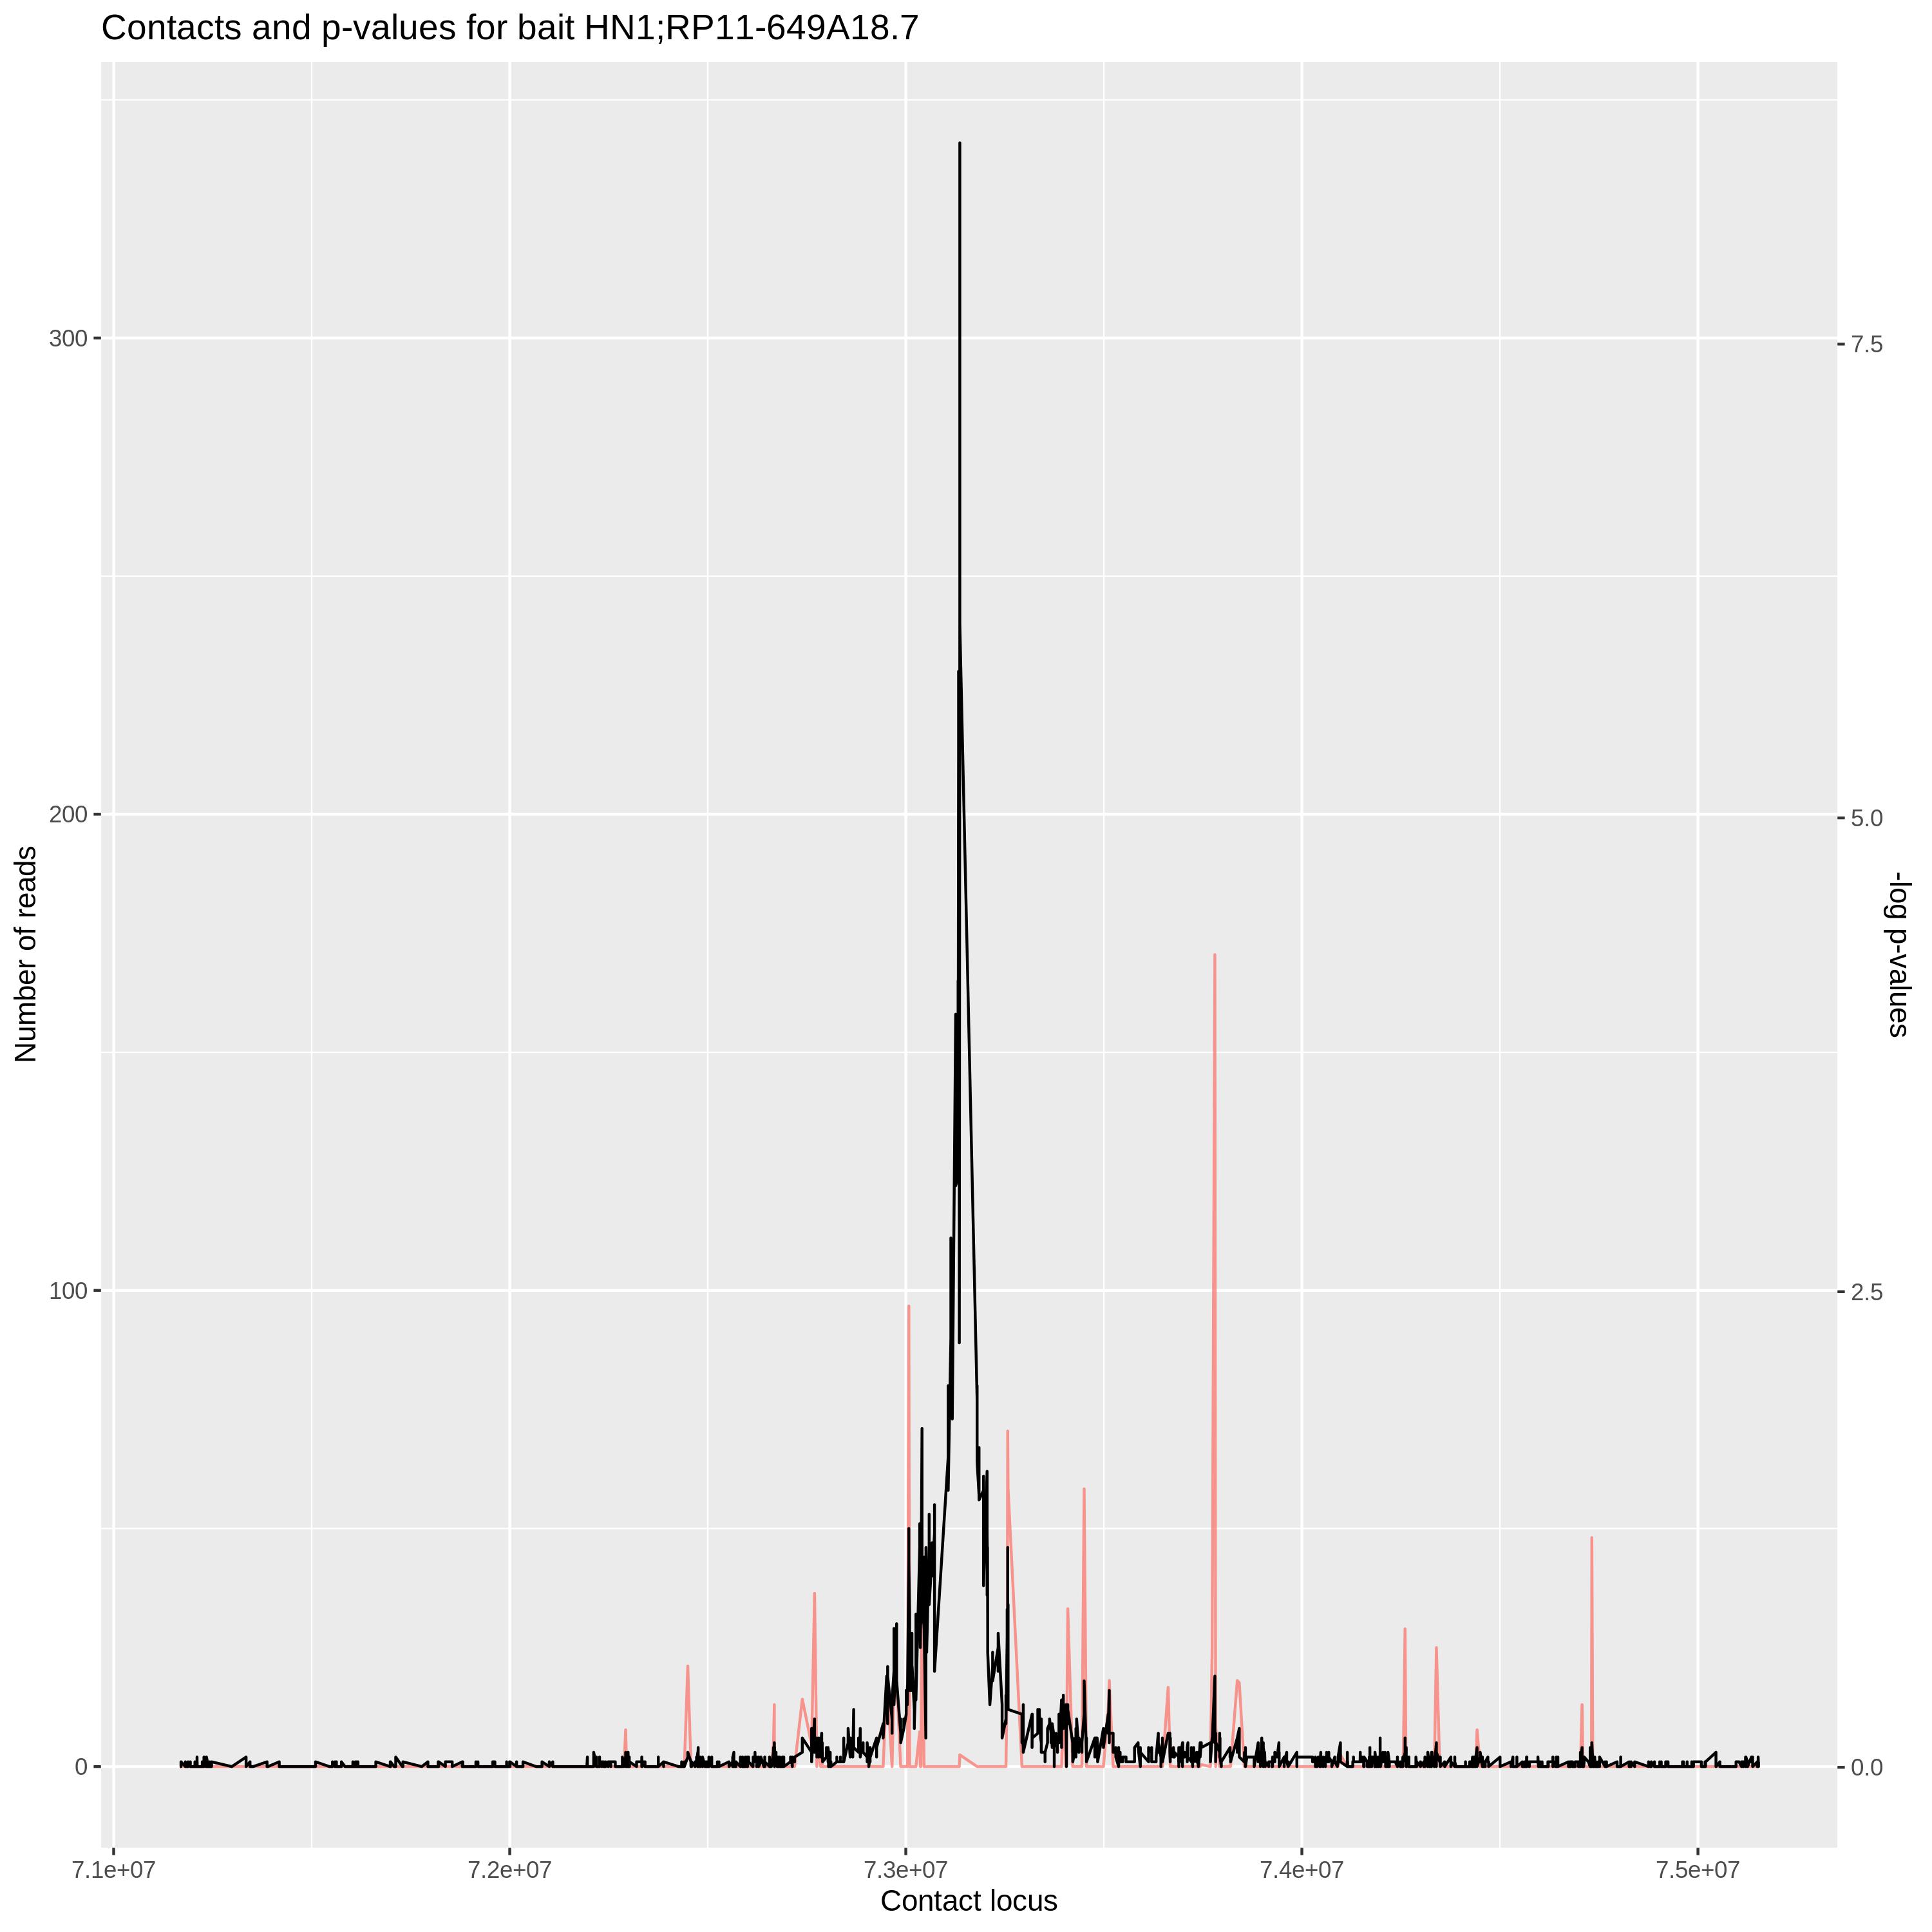 Contacts and p-values for bait HN1;RP11-649A18.7
Number of reads
300
200
100
0
7.5
5.0
2.5
0.0
-log p-values
7.1e+07
7.2e+07
7.3e+07
7.4e+07
7.5e+07
Contact locus